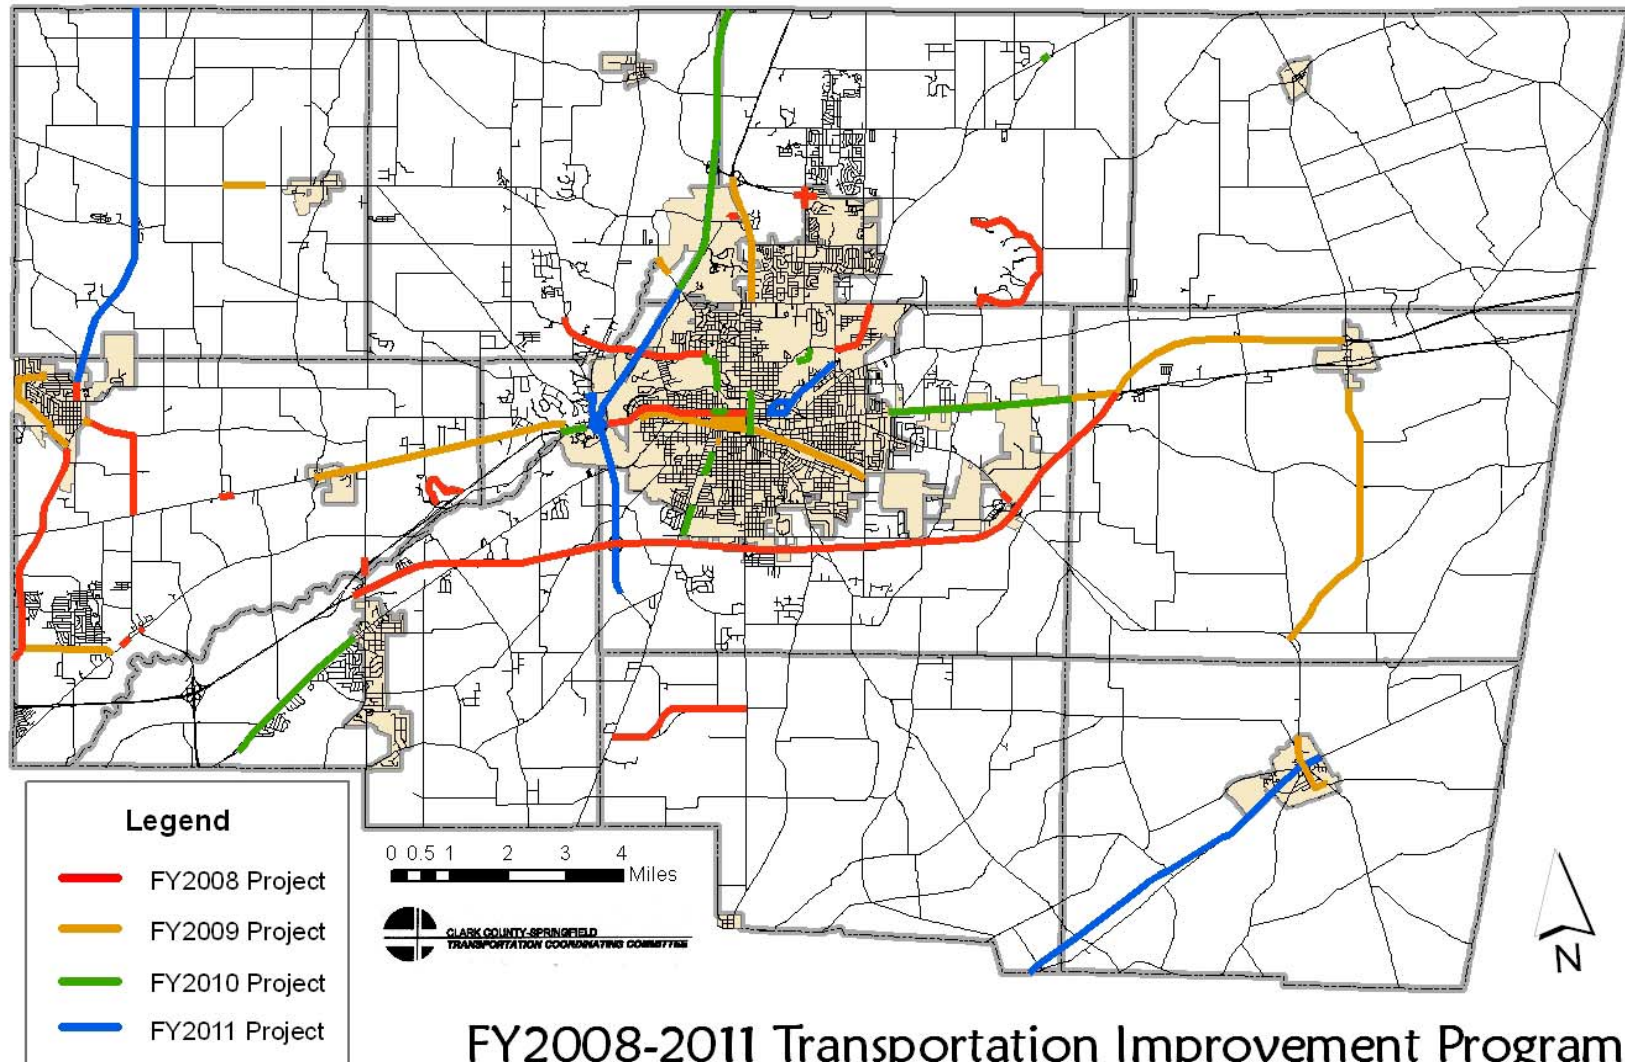 Legend
FY2008 Project
FY2009 Project
FY2010 Project
FY2011 Project
0 0.5 1 2 3 4
Miles
CLARK COUNTY-SPRINGFIELD
TRANSPORTATION COORDINATING COMMITTEE
N
FY2008-2011 Transportation Improvement Program